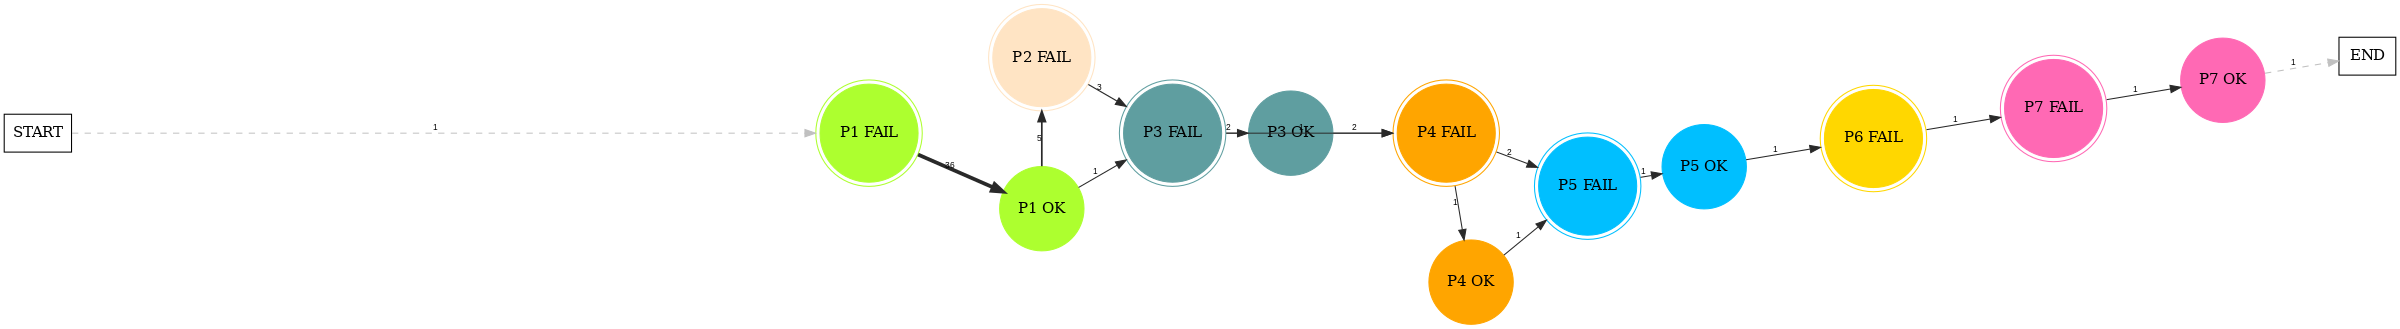 START
1
P1 FAIL
36
P1 OK
5
P2 FAIL
3
1
P3 FAIL
2
P3 OK
1
2
P4 FAIL
2
1
P4 OK
1
P5 FAIL
1
P5 OK
1
P6 FAIL
1
P7 FAIL
1
P7 OK
1
END